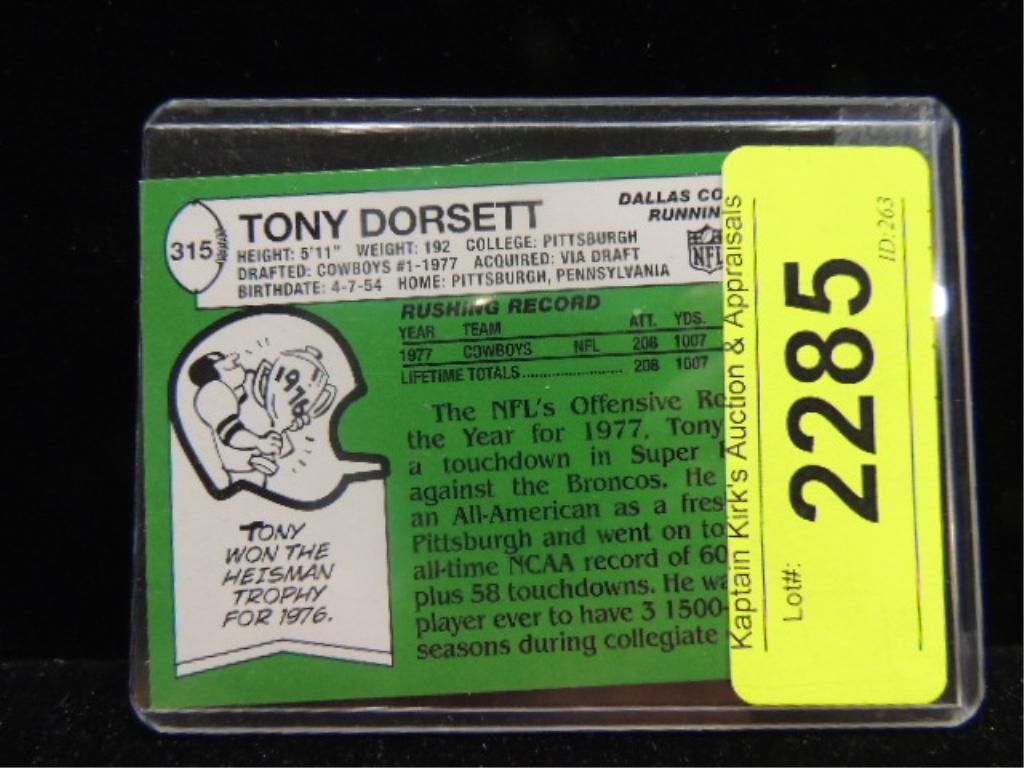 315
TONY DORSETT
DALLAS CO
RUNNIN
HEIGHT: 5'11" WEIGHT: 192 COLLEGE: PITTSBURGH
DRAFTED: COWBOYS #1-1977 ACQUIRED: VIA DRAFT
BIRTHDATE: 4-7-54 HOME: PITTSBURGH, PENNSYLVANIA
NFL
RUSHING RECORD
YEAR TEAM ATT. YDS.
1977 COWBOYS NFL 208 1007
LIFETIME TOTALS 208 1007
The NFL's Offensive Ro
the Year for 1977, Tony
a touchdown in Super
against the Broncos. He
an All-American as a fres
Pittsburgh and went on to
all-time NCAA record of 60
plus 58 touchdowns. He wa
player ever to have 3 1500-
seasons during collegiate
1976
TONY
WON THE
HEISMAN
TROPHY
FOR 1976.
Kaptain Kirk's Auction & Appraisals
Lot#:
2285
ID:263